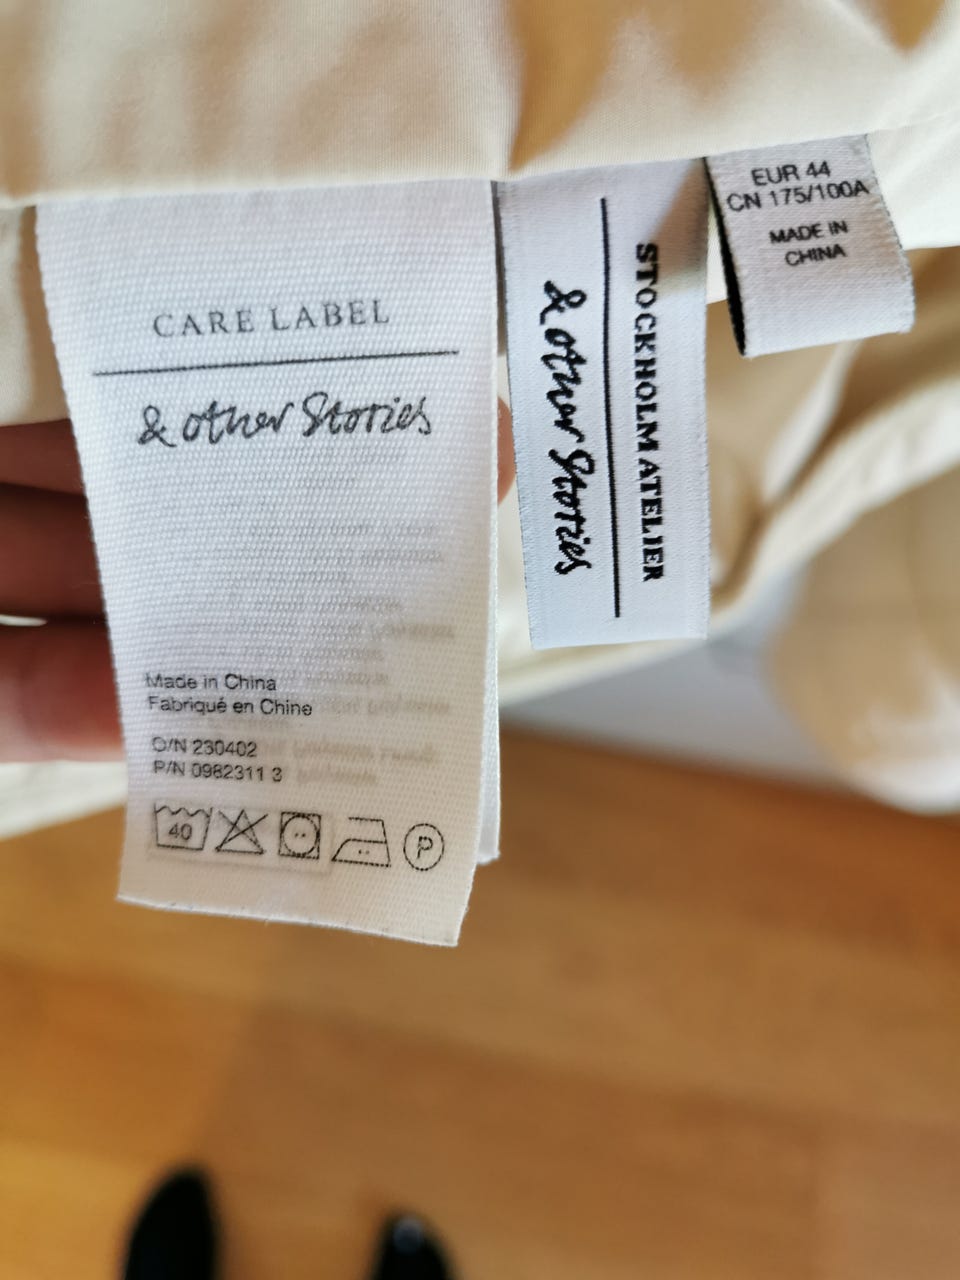 CARE LABEL
& other Stories
Made in China
Fabriqué en Chine
O/N 230402
P/N 0982311 3
40
P
STOCKHOLM ATELIER
& other Stories
EUR 44
CN 175/100A
MADE IN
CHINA